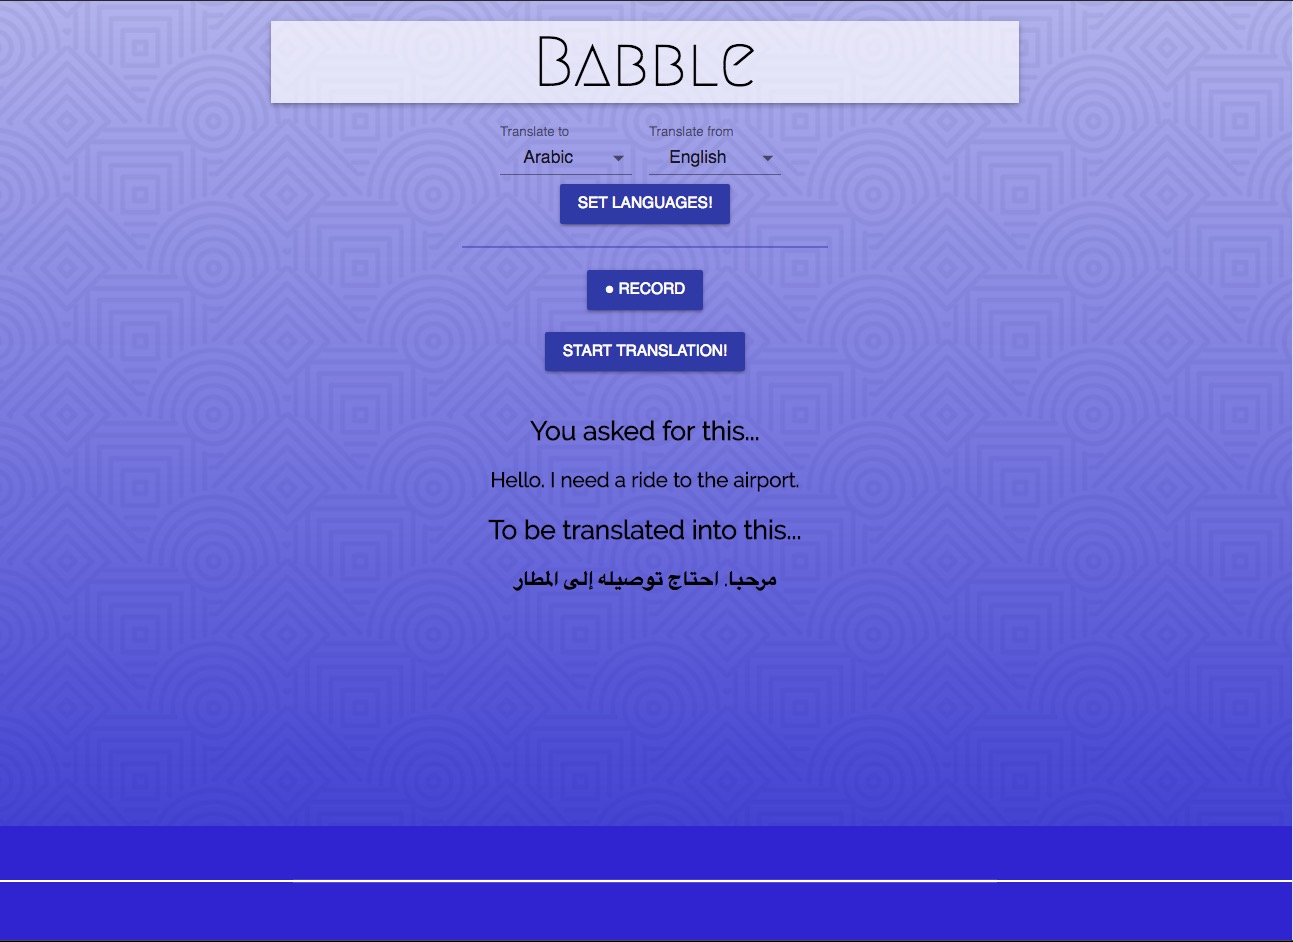 Babble
Translate to
Translate from
Arabic
English
SET LANGUAGES!
● RECORD
START TRANSLATION!
You asked for this...
Hello. I need a ride to the airport.
To be translated into this...
مرحبا. احتاج توصيله إلى المطار